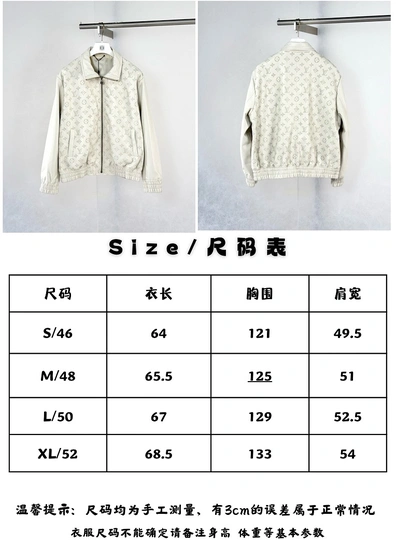 Size/尺码表
尺码 衣长 胸围 肩宽
S/46 64 121 49.5
M/48 65.5 125 51
L/50 67 129 52.5
XL/52 68.5 133 54
温馨提示：尺码均为手工测量、有3cm的误差属于正常情况
衣服尺码不能确定请备注身高 体重等基本参数